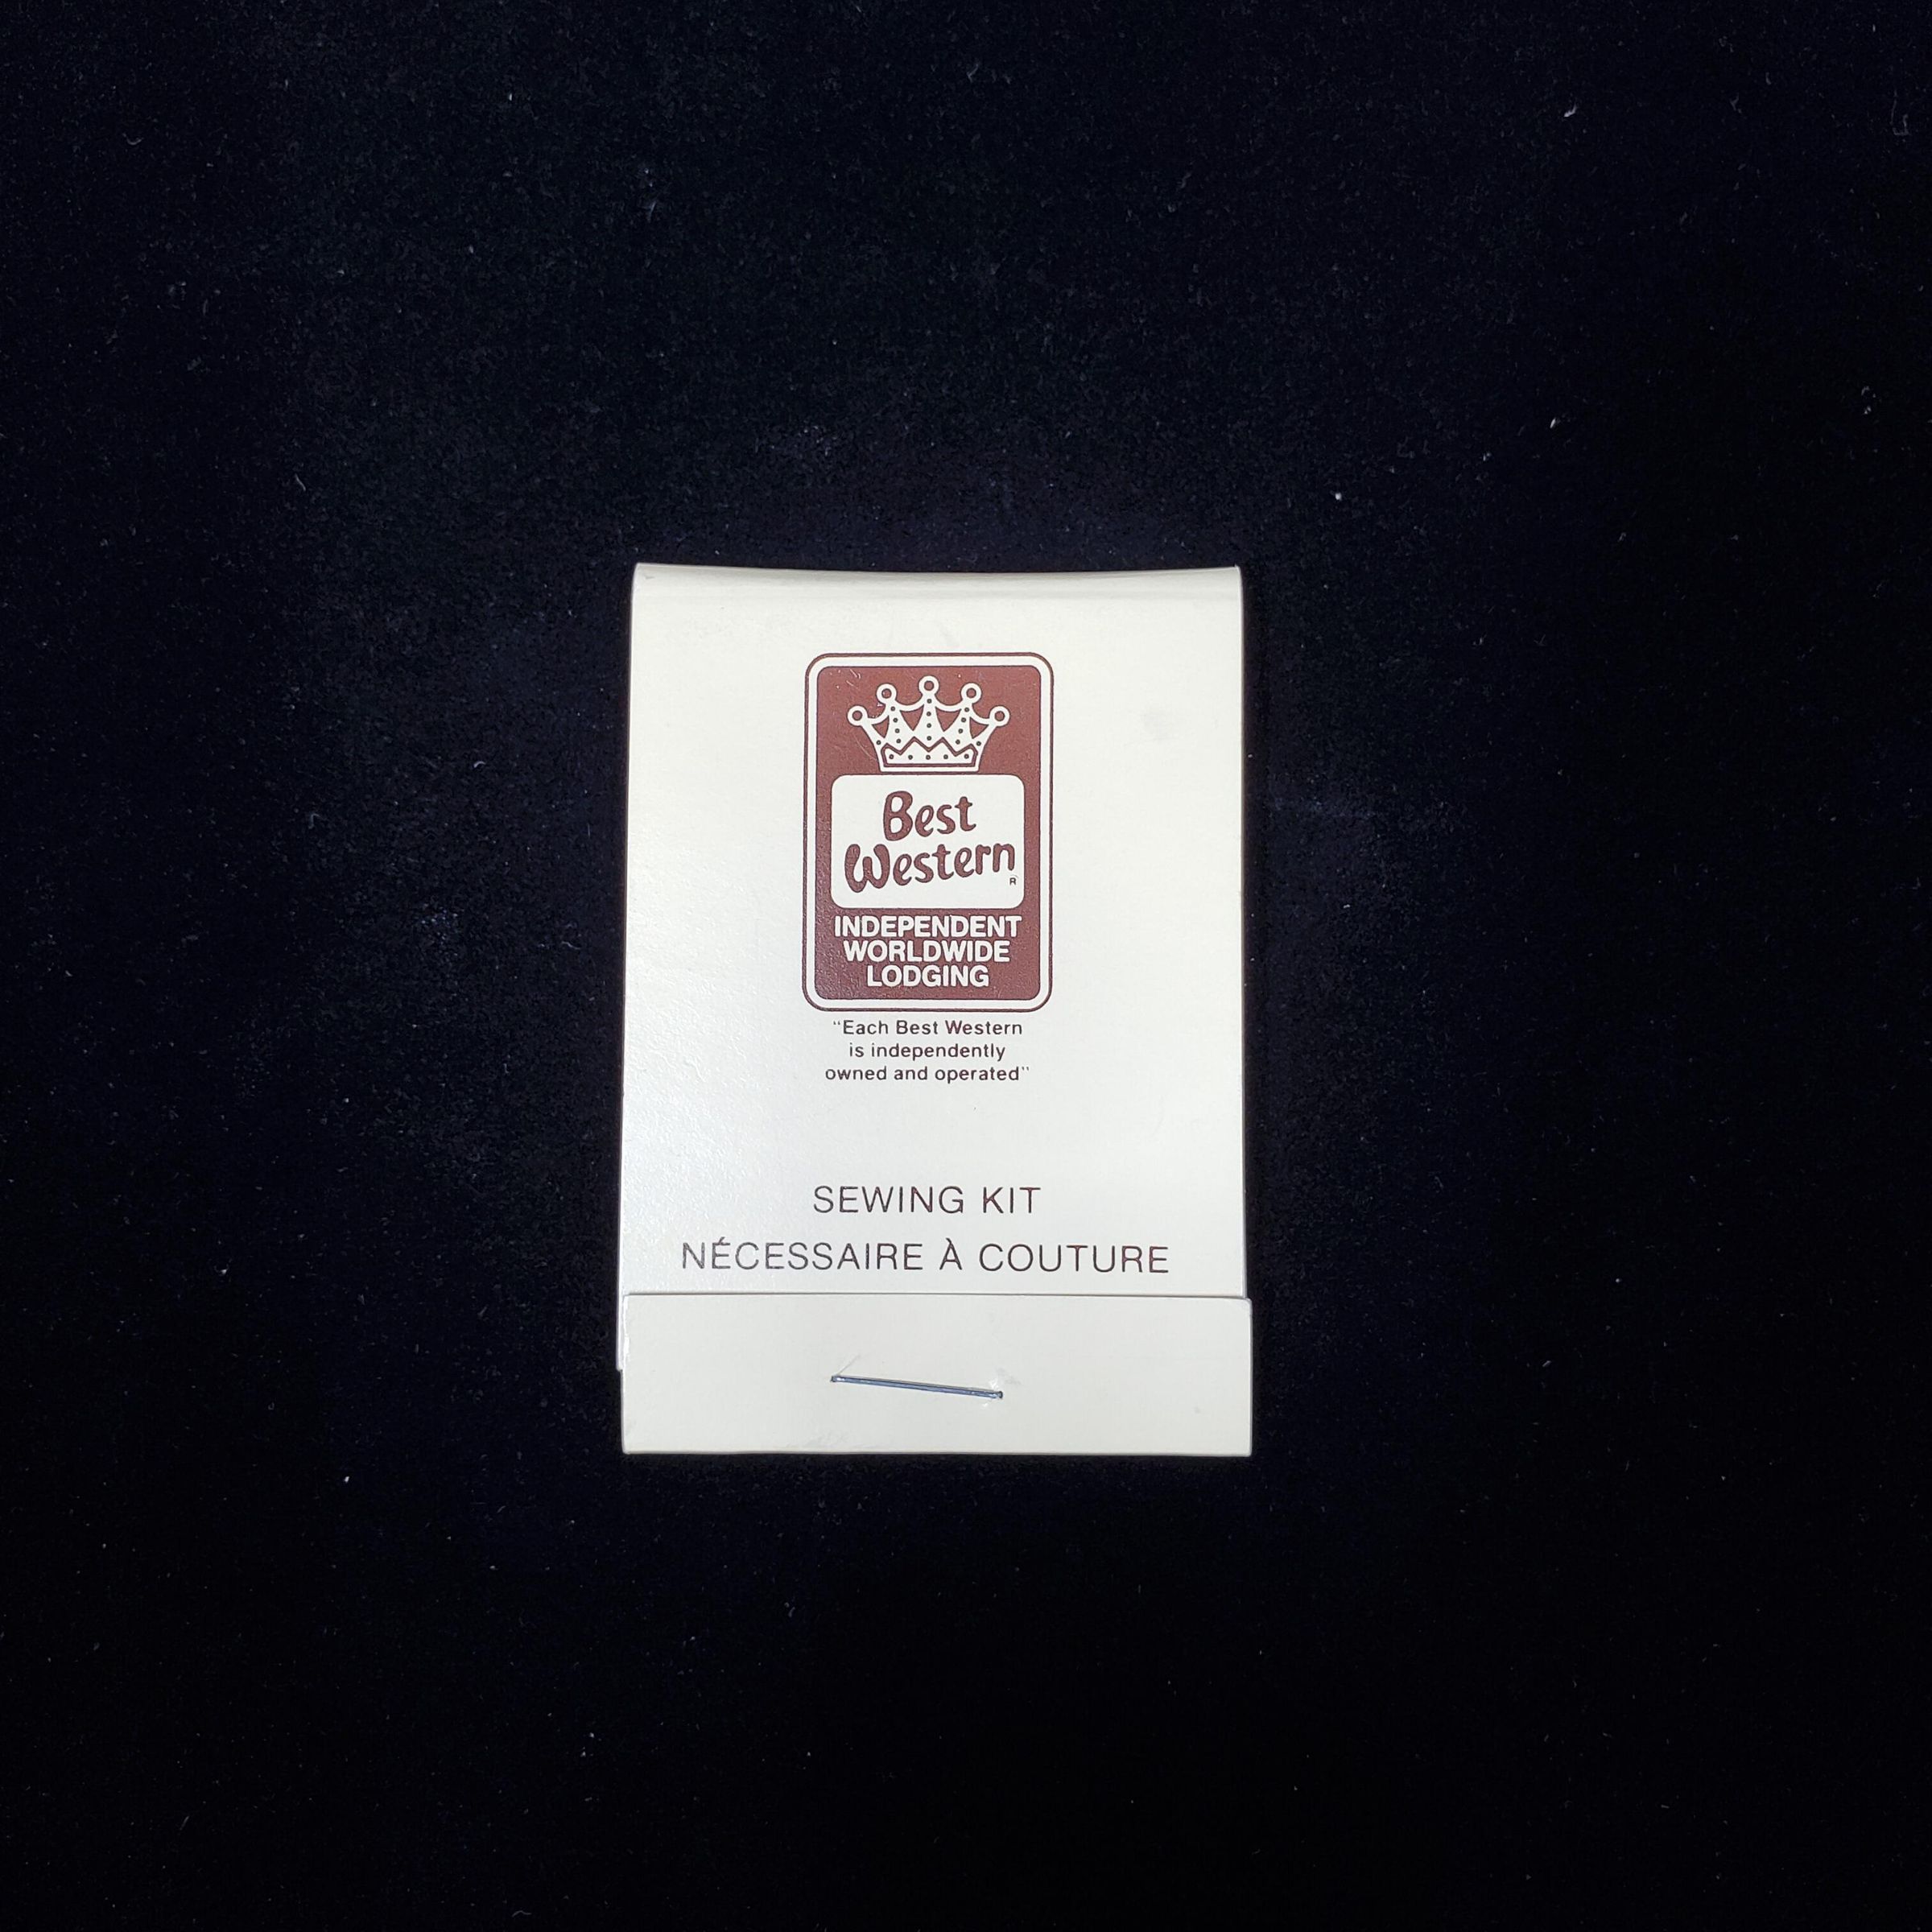 Best
Western
R
INDEPENDENT
WORLDWIDE
LODGING
"Each Best Western
is independently
owned and operated"
SEWING KIT
NÉCESSAIRE À COUTURE